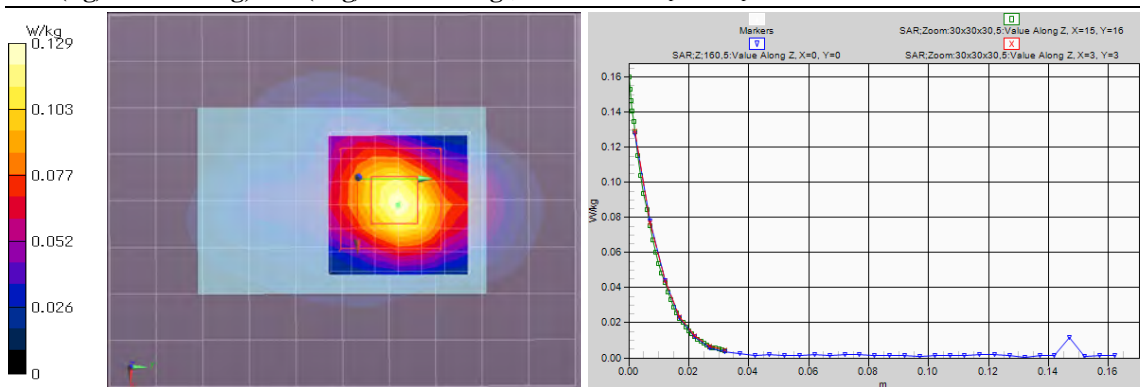 W/kg
0.129
0.103
0.077
0.052
0.026
0
Markers
SAR;Z;160,5:Value Along Z, X=0, Y=0
SAR;Zoom:30x30x30,5:Value Along Z, X=15, Y=16
SAR;Zoom:30x30x30,5:Value Along Z, X=3, Y=3
W/kg
0.16
0.14
0.12
0.10
0.08
0.06
0.04
0.02
0.00
0.00 0.02 0.04 0.06 0.08 0.10 0.12 0.14 0.16
m